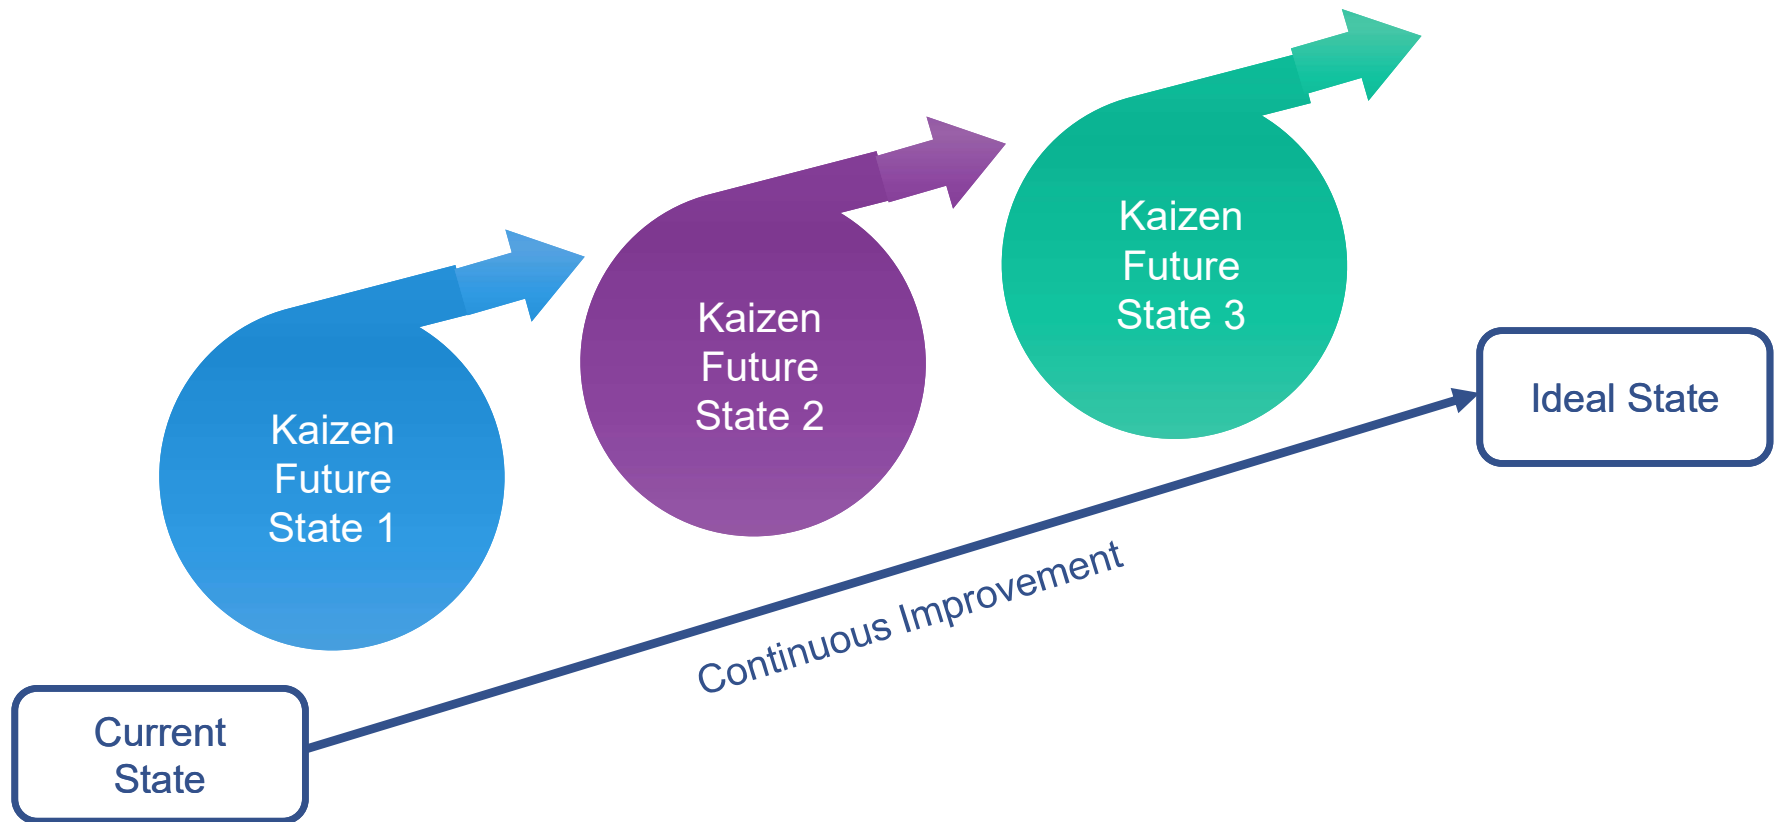 Kaizen
Future
State 1
Kaizen
Future
State 2
Kaizen
Future
State 3
Ideal State
Continuous Improvement
Current
State